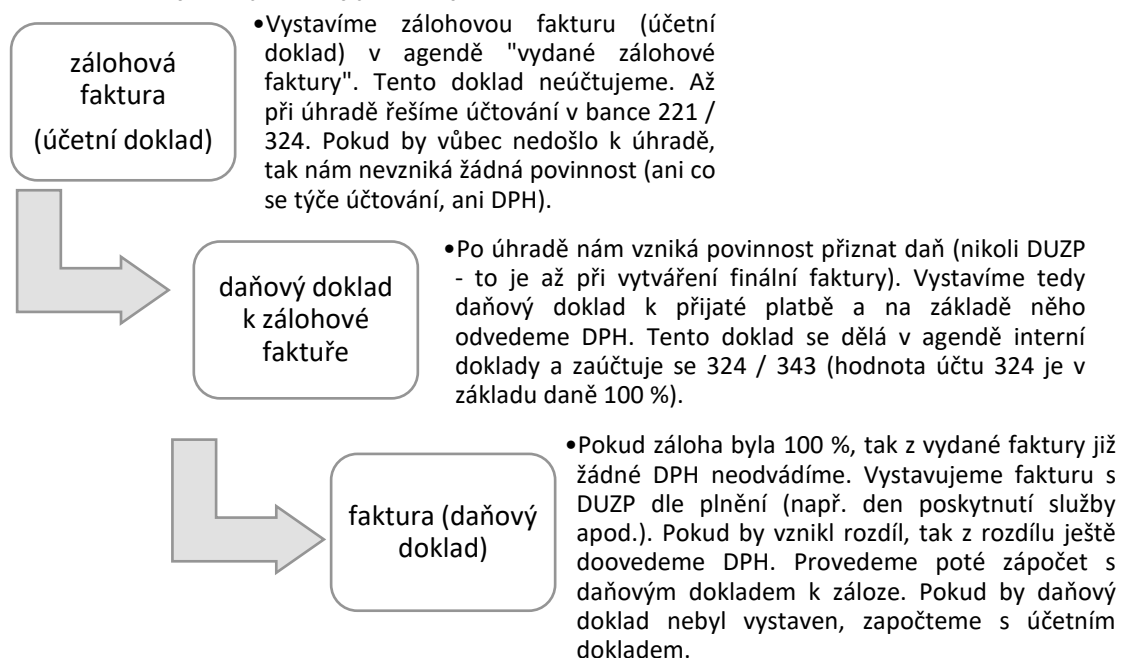 zálohová
faktura
(účetní doklad)
•Vystavíme zálohovou fakturu (účetní
doklad) v agendě "vydané zálohové
faktury". Tento doklad neúčtujeme. Až
při úhradě řešíme účtování v bance 221 /
324. Pokud by vůbec nedošlo k úhradě,
tak nám nevzniká žádná povinnost (ani co
se týče účtování, ani DPH).
daňový doklad
k zálohové
faktuře
•Po úhradě nám vzniká povinnost přiznat daň (nikoli DUZP
- to je až při vytváření finální faktury). Vystavíme tedy
daňový doklad k přijaté platbě a na základě něho
odvedeme DPH. Tento doklad se dělá v agendě interní
doklady a zaúčtuje se 324 / 343 (hodnota účtu 324 je v
základu daně 100 %).
faktura (daňový
doklad)
•Pokud záloha byla 100 %, tak z vydané faktury již
žádné DPH neodvádíme. Vystavujeme fakturu s
DUZP dle plnění (např. den poskytnutí služby
apod.). Pokud by vznikl rozdíl, tak z rozdílu ještě
doovedeme DPH. Provedeme poté zápočet s
daňovým dokladem k záloze. Pokud by daňový
doklad nebyl vystaven, započteme s účetním
dokladem.